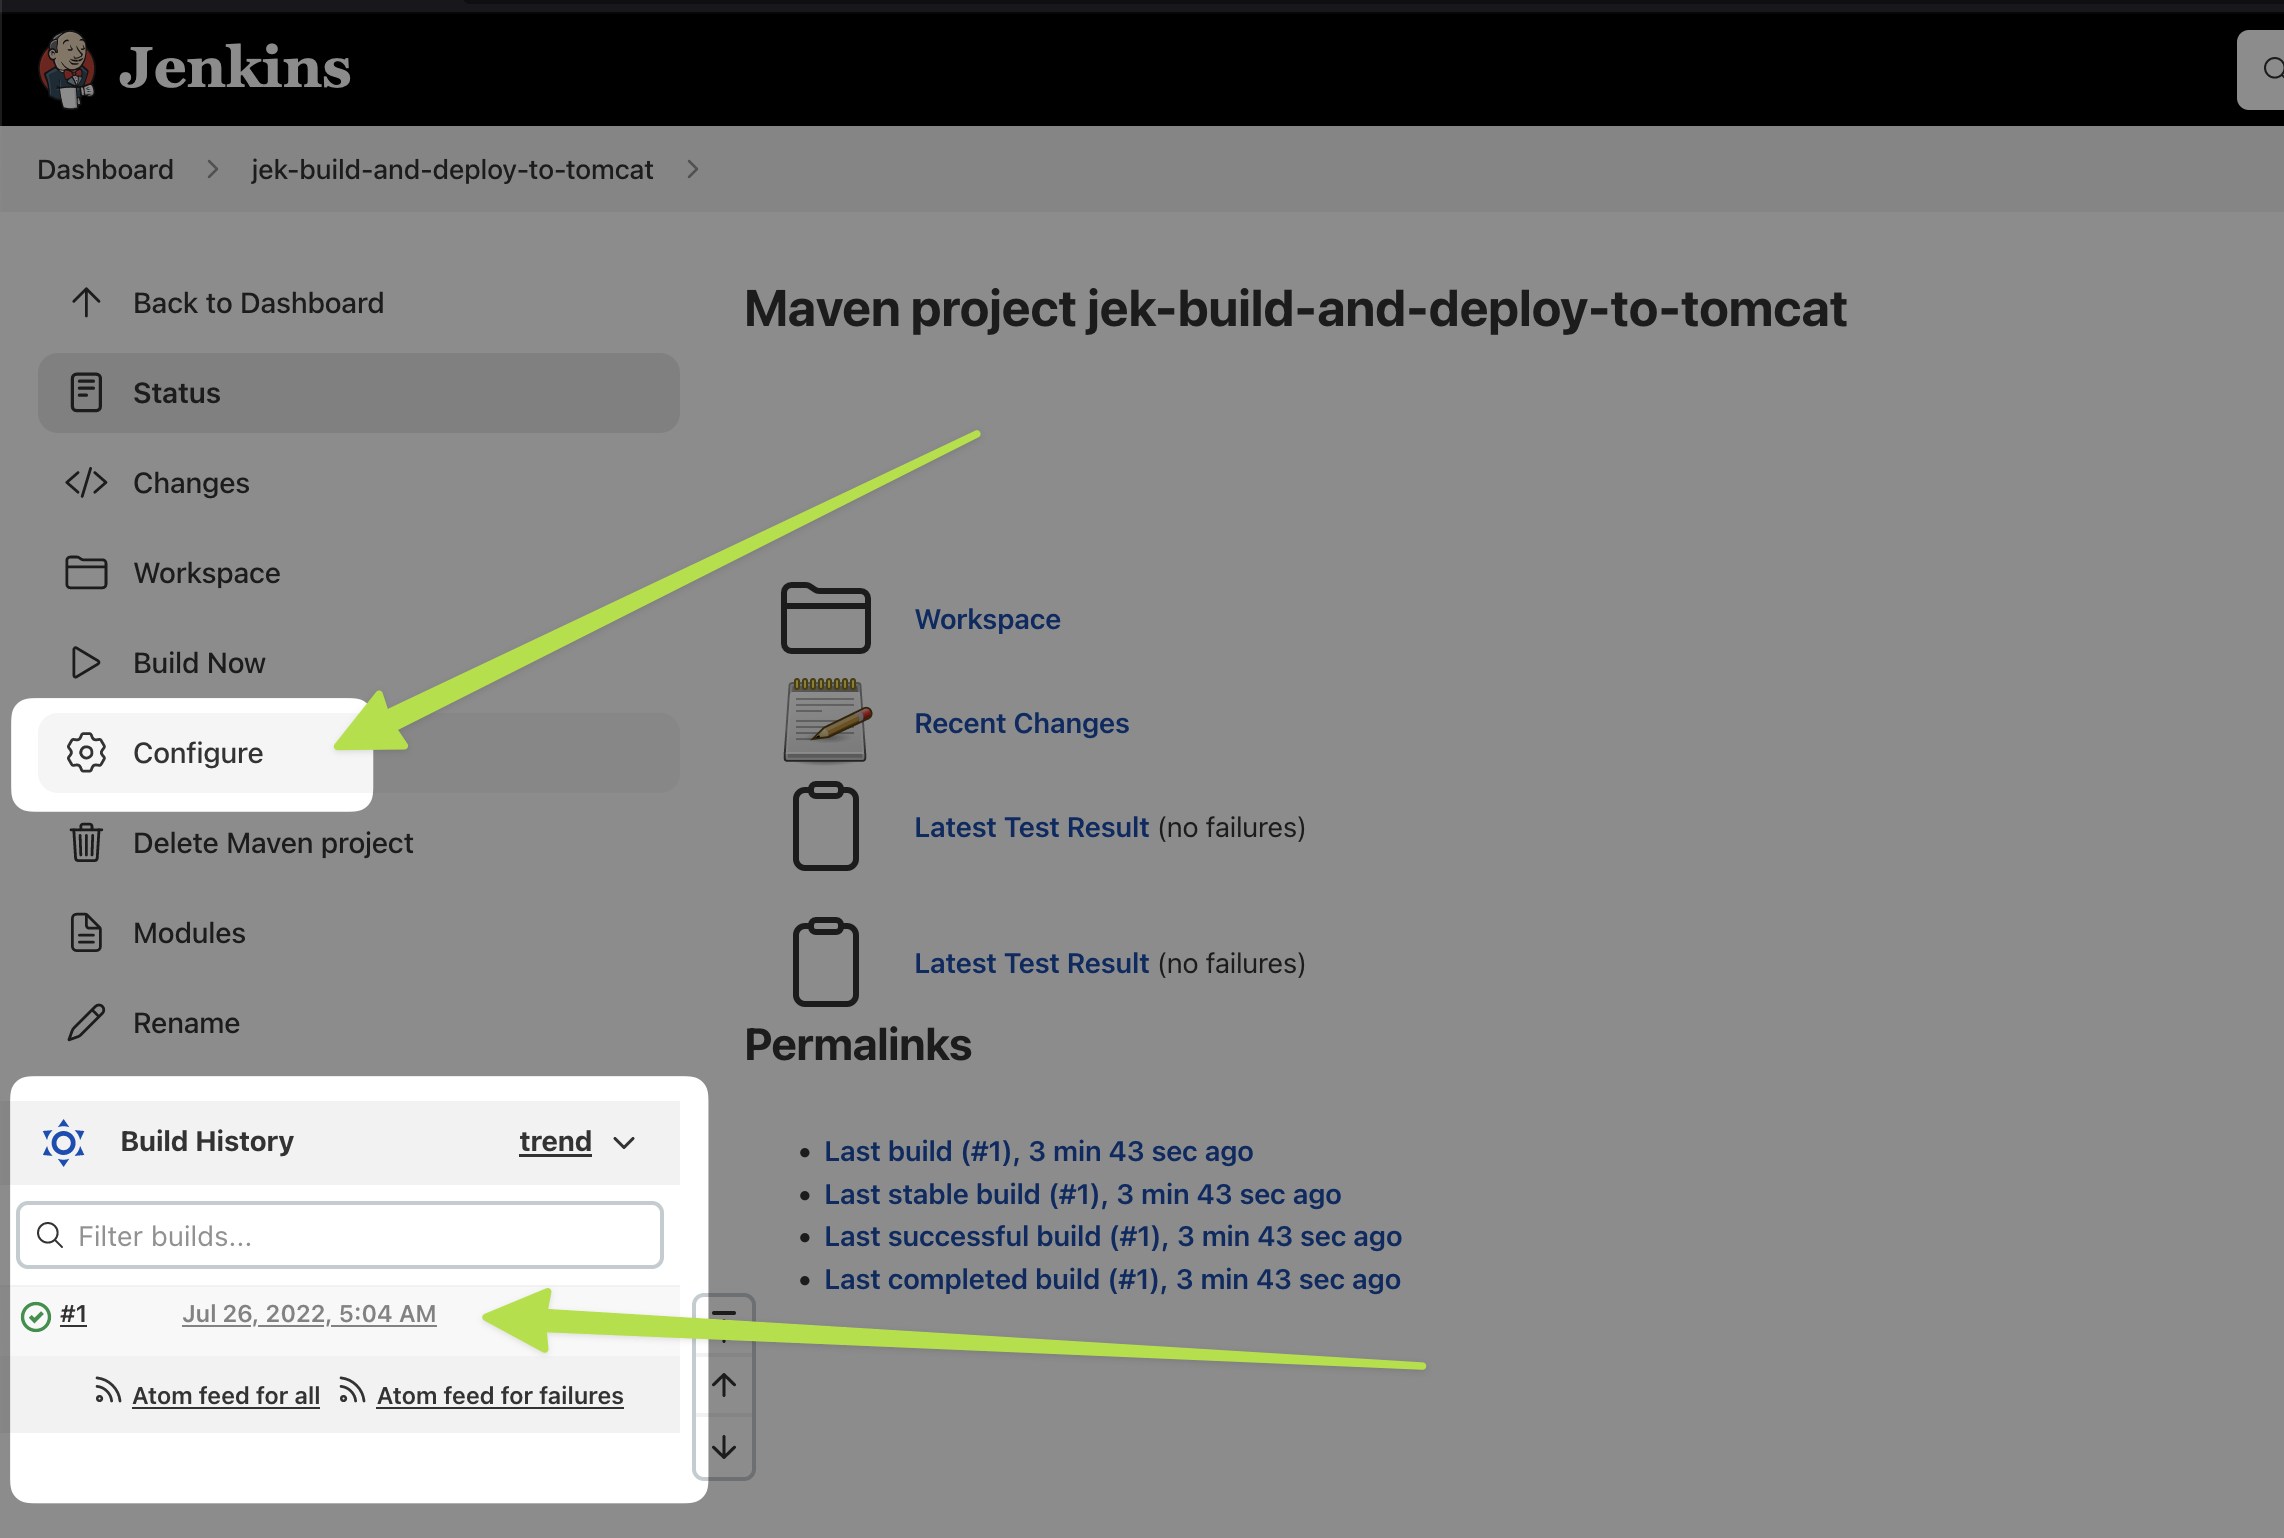 Jenkins
Dashboard
jek-build-and-deploy-to-tomcat
Back to Dashboard
Status
Changes
Workspace
Build Now
Configure
Delete Maven project
Modules
Rename
Build History
trend
Filter builds...
#1
Jul 26, 2022, 5:04 AM
Atom feed for all
Atom feed for failures
Maven project jek-build-and-deploy-to-tomcat
Workspace
Recent Changes
Latest Test Result (no failures)
Latest Test Result (no failures)
Permalinks
Last build (#1), 3 min 43 sec ago
Last stable build (#1), 3 min 43 sec ago
Last successful build (#1), 3 min 43 sec ago
Last completed build (#1), 3 min 43 sec ago